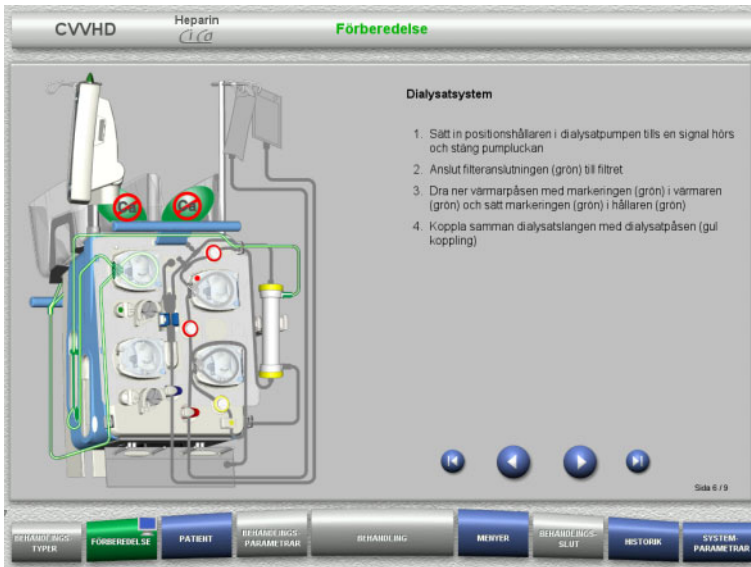 CVVHD
Heparin
Ci Ca
Förberedelse
Dialysatsystem
1. Sätt in positionshållaren i dialysatpumpen tills en signal hörs
och stäng pumpluckan
2. Anslut filteranslutningen (grön) till filtret
3. Dra ner värmarpåsen med markeringen (grön) i värmaren
(grön) och sätt markeringen (grön) i hållaren (grön)
4. Koppla samman dialysatslangen med dialysatpåsen (gul
koppling)
Ca
Ca
Sida 6 / 9
BEHANDLINGS-
TYPER
FÖRBEREDELSE
PATIENT
BEHANDLINGS-
PARAMETRAR
BEHANDLING
MENYER
BEHANDLINGS-
SLUT
HISTORIK
SYSTEM-
PARAMETRAR